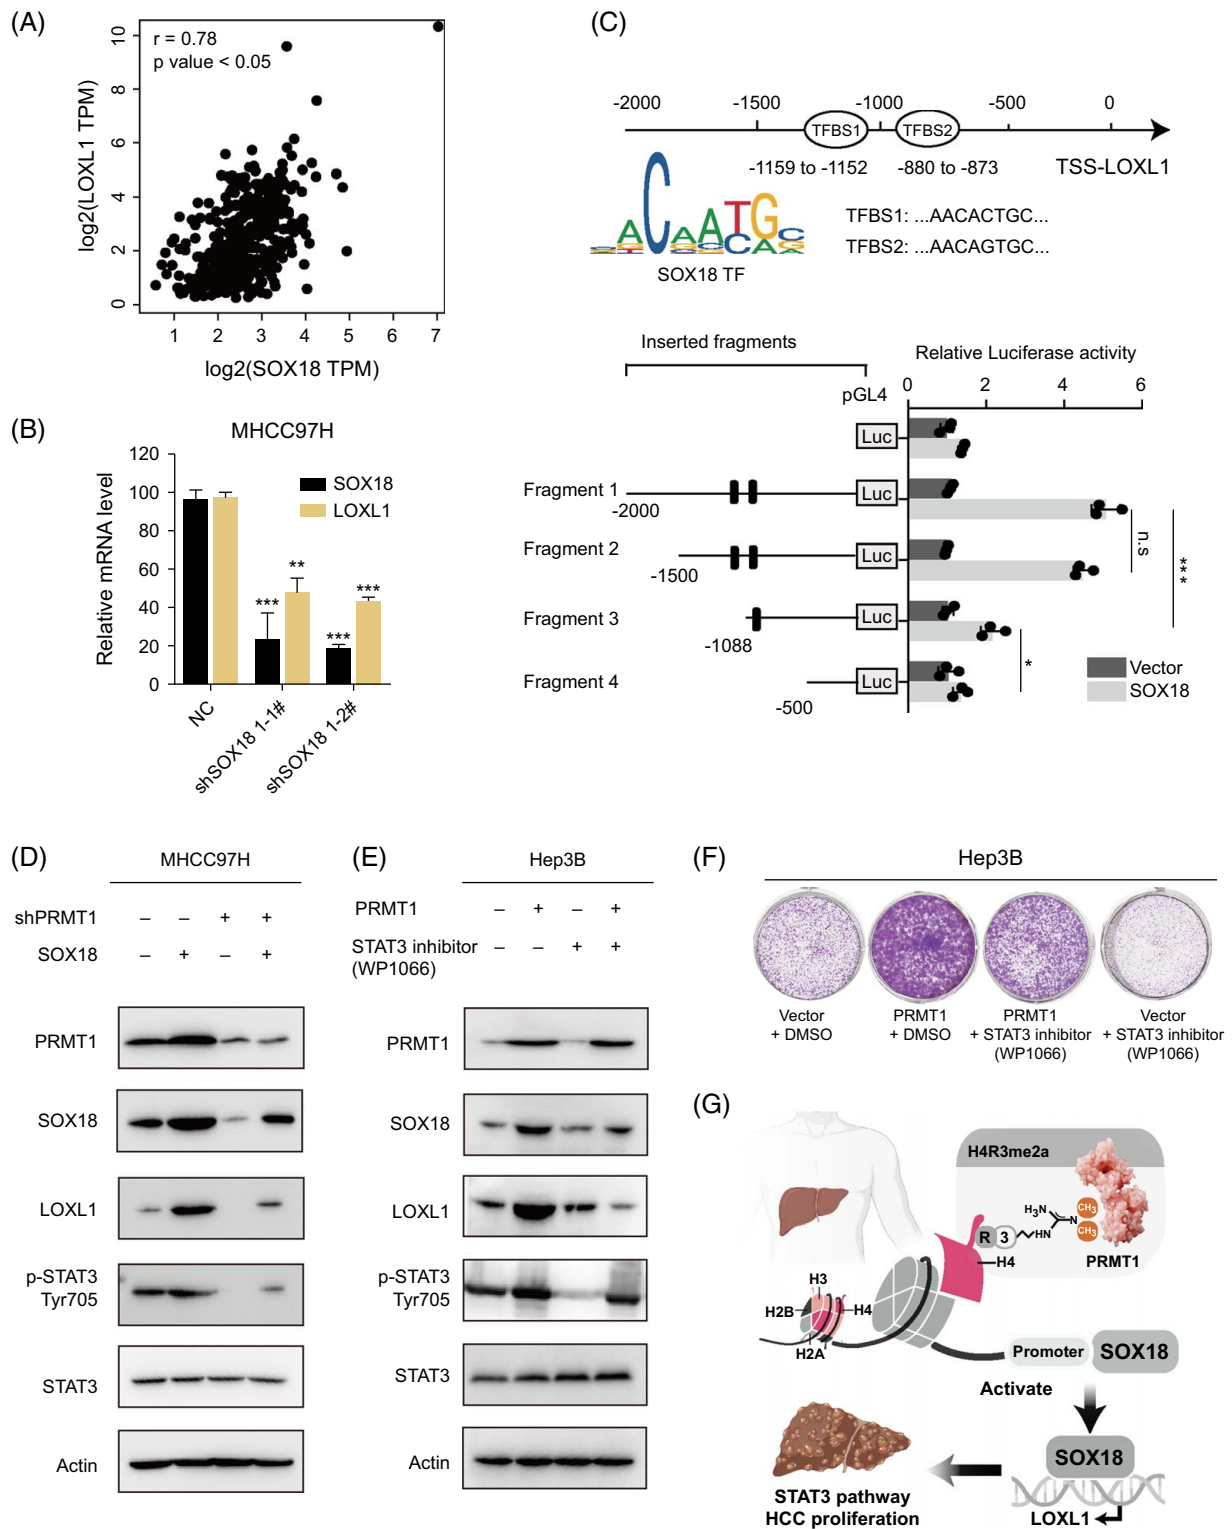 (A)
r = 0.78
p value < 0.05
log2(LOXL1 TPM)
0 2 4 6 8 10
1 2 3 4 5 6 7
log2(SOX18 TPM)
(B)
MHCC97H
Relative mRNA level
120
100
80
60
40
20
0
SOX18
LOXL1
***
**
***
***
NC
shSOX18 1-1#
shSOX18 1-2#
(C)
-2000 -1500 -1000 -500 0
TFBS1 TFBS2
-1159 to -1152 -880 to -873 TSS-LOXL1
SOX18 TF
TFBS1: ...AACACTGC...
TFBS2: ...AACAGTGC...
Inserted fragments
Relative Luciferase activity
pGL4
0 2 4 6
Luc
Fragment 1
-2000
Luc
Fragment 2
-1500
Luc
Fragment 3
-1088
Luc
Fragment 4
-500
Luc
n.s
***
*
Vector
SOX18
(D)
MHCC97H
shPRMT1 – – + +
SOX18 – + – +
PRMT1
SOX18
LOXL1
p-STAT3
Tyr705
STAT3
Actin
(E)
Hep3B
PRMT1 – + – +
STAT3 inhibitor – – + +
(WP1066)
PRMT1
SOX18
LOXL1
p-STAT3
Tyr705
STAT3
Actin
(F)
Hep3B
Vector
+ DMSO
PRMT1
+ DMSO
PRMT1
+ STAT3 inhibitor
(WP1066)
Vector
+ STAT3 inhibitor
(WP1066)
(G)
H4R3me2a
H₃N
N
HN
CH₃
CH₃
R 3
H4
PRMT1
H3
H2B
H4
H2A
Promoter SOX18
Activate
SOX18
LOXL1
STAT3 pathway
HCC proliferation